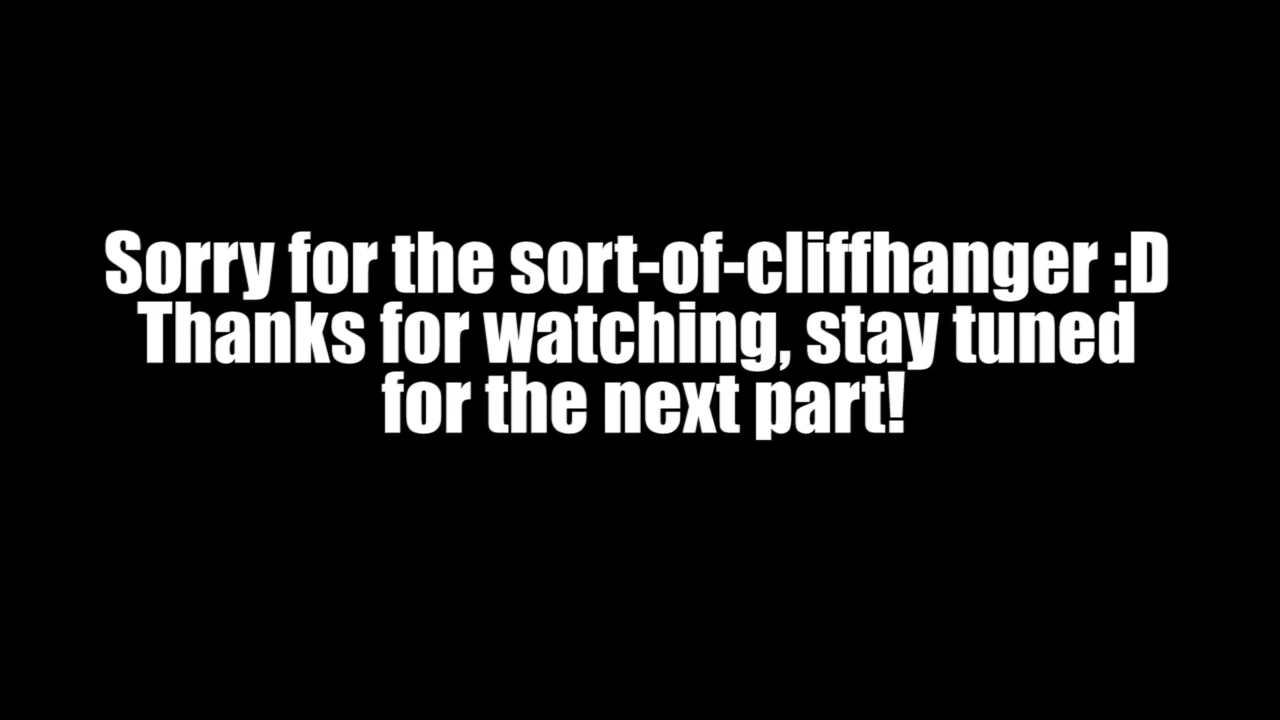 Sorry for the sort-of-cliffhanger :D
Thanks for watching, stay tuned
for the next part!